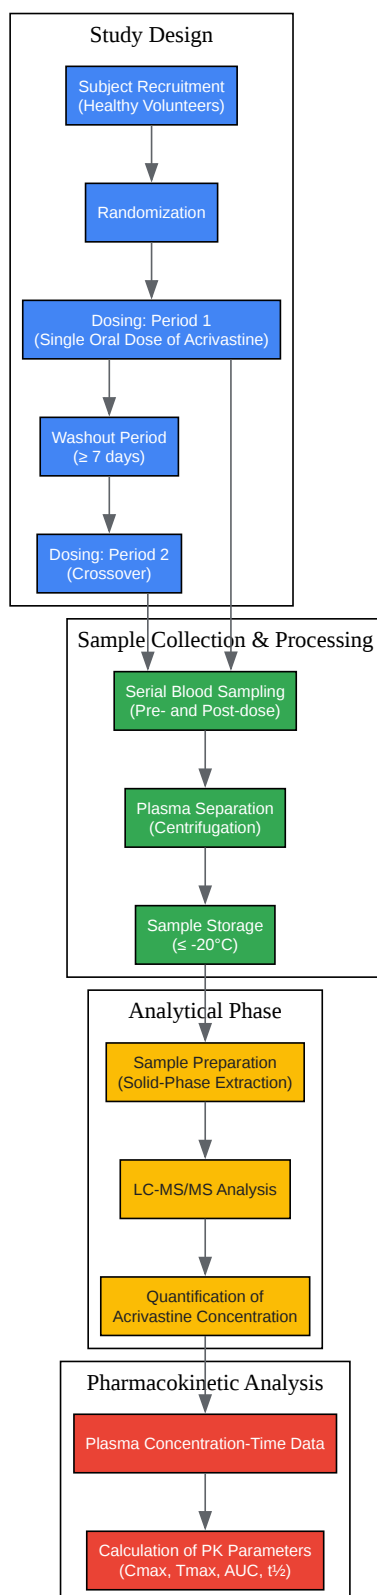 Study Design
Subject Recruitment
(Healthy Volunteers)
Randomization
Dosing: Period 1
(Single Oral Dose of Acrivastine)
Washout Period
(≥ 7 days)
Dosing: Period 2
(Crossover)
Sample Collection & Processing
Serial Blood Sampling
(Pre- and Post-dose)
Plasma Separation
(Centrifugation)
Sample Storage
(≤ -20°C)
Analytical Phase
Sample Preparation
(Solid-Phase Extraction)
LC-MS/MS Analysis
Quantification of
Acrivastine Concentration
Pharmacokinetic Analysis
Plasma Concentration-Time Data
Calculation of PK Parameters
(Cmax, Tmax, AUC, t½)